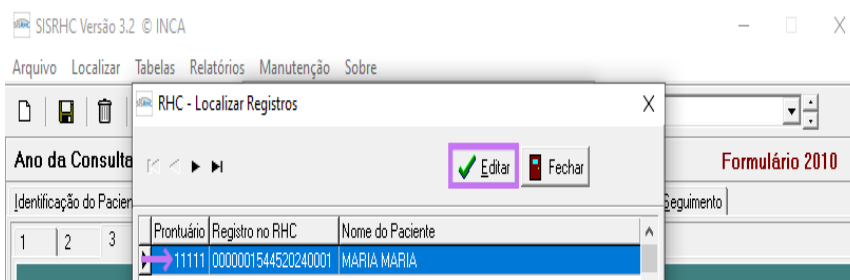 SISRHC Versão 3.2 © INCA
Arquivo Localizar Tabelas Relatórios Manutenção Sobre
RHC - Localizar Registros
Ano da Consulta
Editar Fechar
Formulário 2010
Identificação do Pacien
Seguimento
1 2 3
Prontuário Registro no RHC Nome do Paciente
11111 0000001544520240001 MARIA MARIA